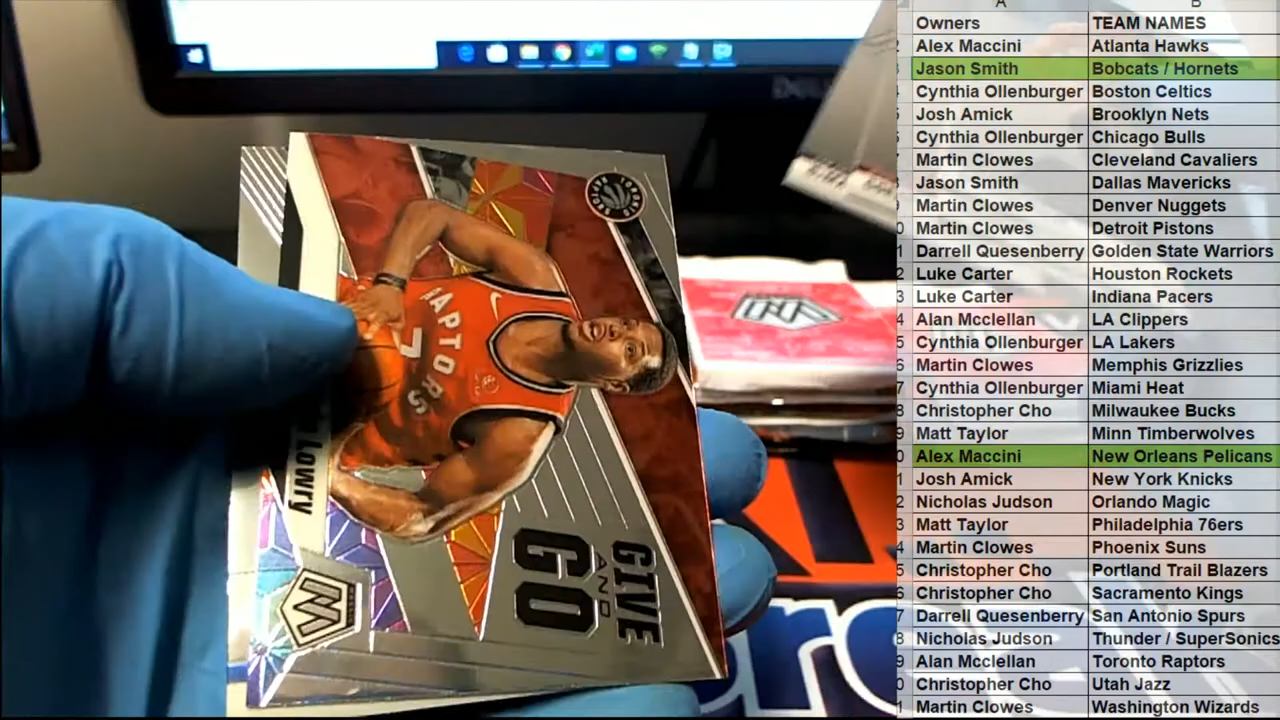 A B
Owners TEAM NAMES
Alex Maccini Atlanta Hawks
Jason Smith Bobcats / Hornets
Cynthia Ollenburger Boston Celtics
Josh Amick Brooklyn Nets
Cynthia Ollenburger Chicago Bulls
Martin Clowes Cleveland Cavaliers
Jason Smith Dallas Mavericks
Martin Clowes Denver Nuggets
Martin Clowes Detroit Pistons
Darrell Quesenberry Golden State Warriors
Luke Carter Houston Rockets
Luke Carter Indiana Pacers
Alan Mcclellan LA Clippers
Cynthia Ollenburger LA Lakers
Martin Clowes Memphis Grizzlies
Cynthia Ollenburger Miami Heat
Christopher Cho Milwaukee Bucks
Matt Taylor Minn Timberwolves
Alex Maccini New Orleans Pelicans
Josh Amick New York Knicks
Nicholas Judson Orlando Magic
Matt Taylor Philadelphia 76ers
Martin Clowes Phoenix Suns
Christopher Cho Portland Trail Blazers
Christopher Cho Sacramento Kings
Darrell Quesenberry San Antonio Spurs
Nicholas Judson Thunder / SuperSonics
Alan Mcclellan Toronto Raptors
Christopher Cho Utah Jazz
Martin Clowes Washington Wizards
TORONTO
RAPTORS
RAPTORS
7
GIVE
AND
GO
Lowry